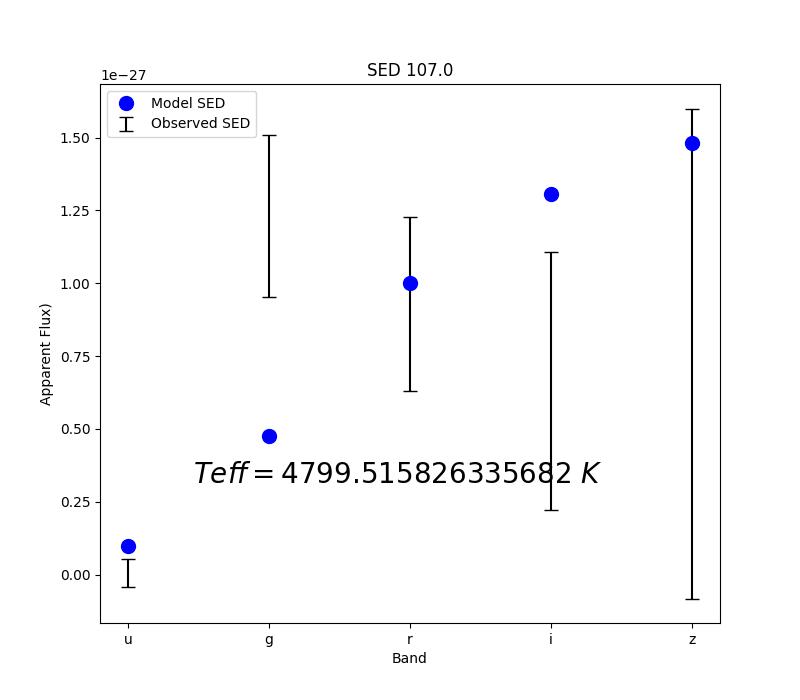 SED 107.0
1e−27
Model SED
Observed SED
1.50
1.25
1.00
0.75
0.50
0.25
0.00
Apparent Flux)
Teff = 4799.515826335682 K
u g r i z
Band